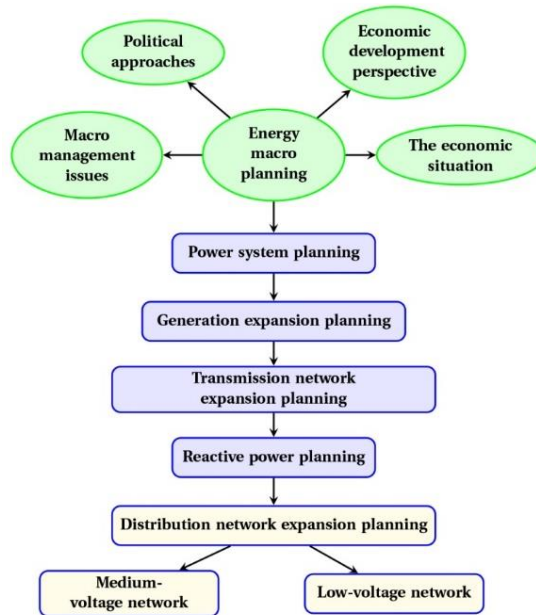 Political
approaches
Economic
development
perspective
Macro
management
issues
Energy
macro
planning
The economic
situation
Power system planning
Generation expansion planning
Transmission network
expansion planning
Reactive power planning
Distribution network expansion planning
Medium-
voltage network
Low-voltage network